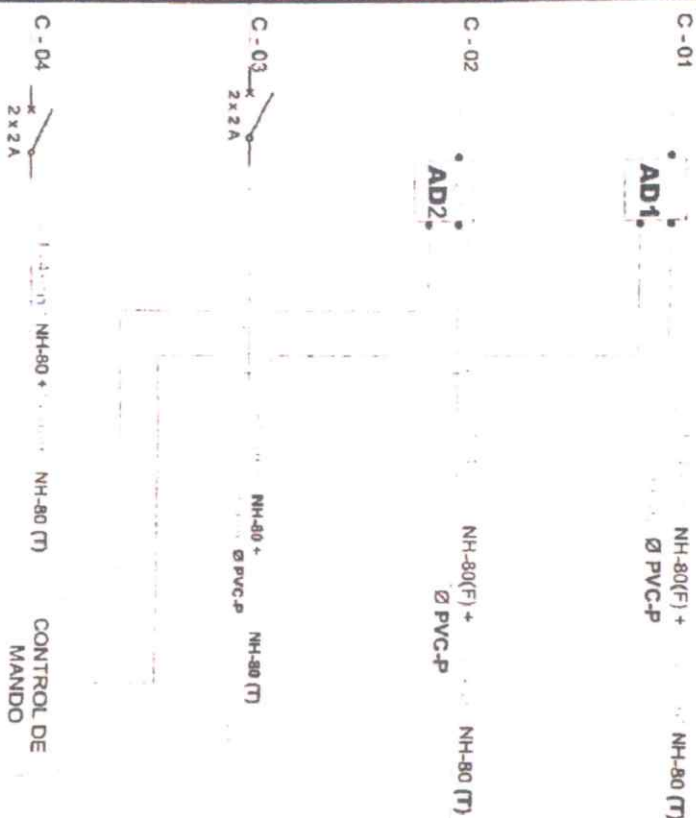 C - 01
AD1
NH-80(F) +
NH-80 (T)
Ø PVC-P
C - 02
AD2
NH-80(F) +
NH-80 (T)
Ø PVC-P
C - 03
2 x 2 A
NH-80 +
NH-80 (T)
Ø PVC-P
C - 04
2 x 2 A
NH-80 +
NH-80 (T)
CONTROL DE
MANDO